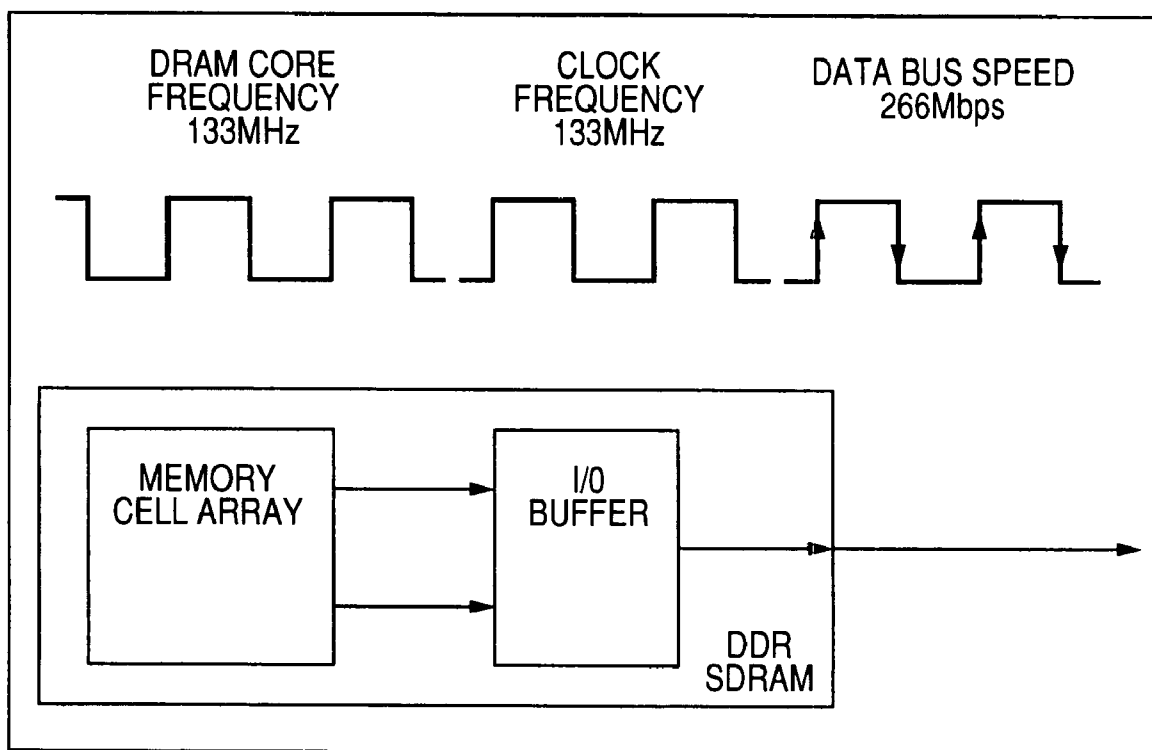 DRAM CORE
FREQUENCY
133MHz
CLOCK
FREQUENCY
133MHz
DATA BUS SPEED
266Mbps
MEMORY
CELL ARRAY
I/0
BUFFER
DDR
SDRAM